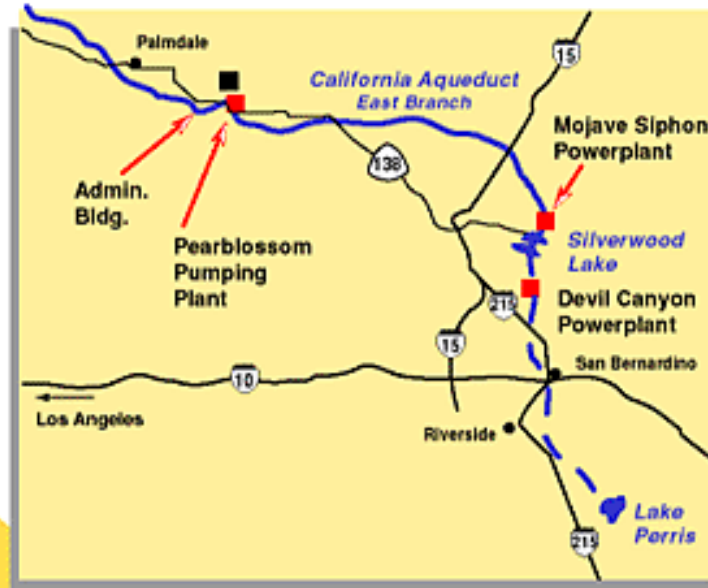 Palmdale
15
California Aqueduct
East Branch
Mojave Siphon
Powerplant
138
Admin.
Bldg.
Pearblossom
Pumping
Plant
Silverwood
Lake
Devil Canyon
Powerplant
215
15
San Bernardino
10
Los Angeles
Riverside
Lake
Perris
215